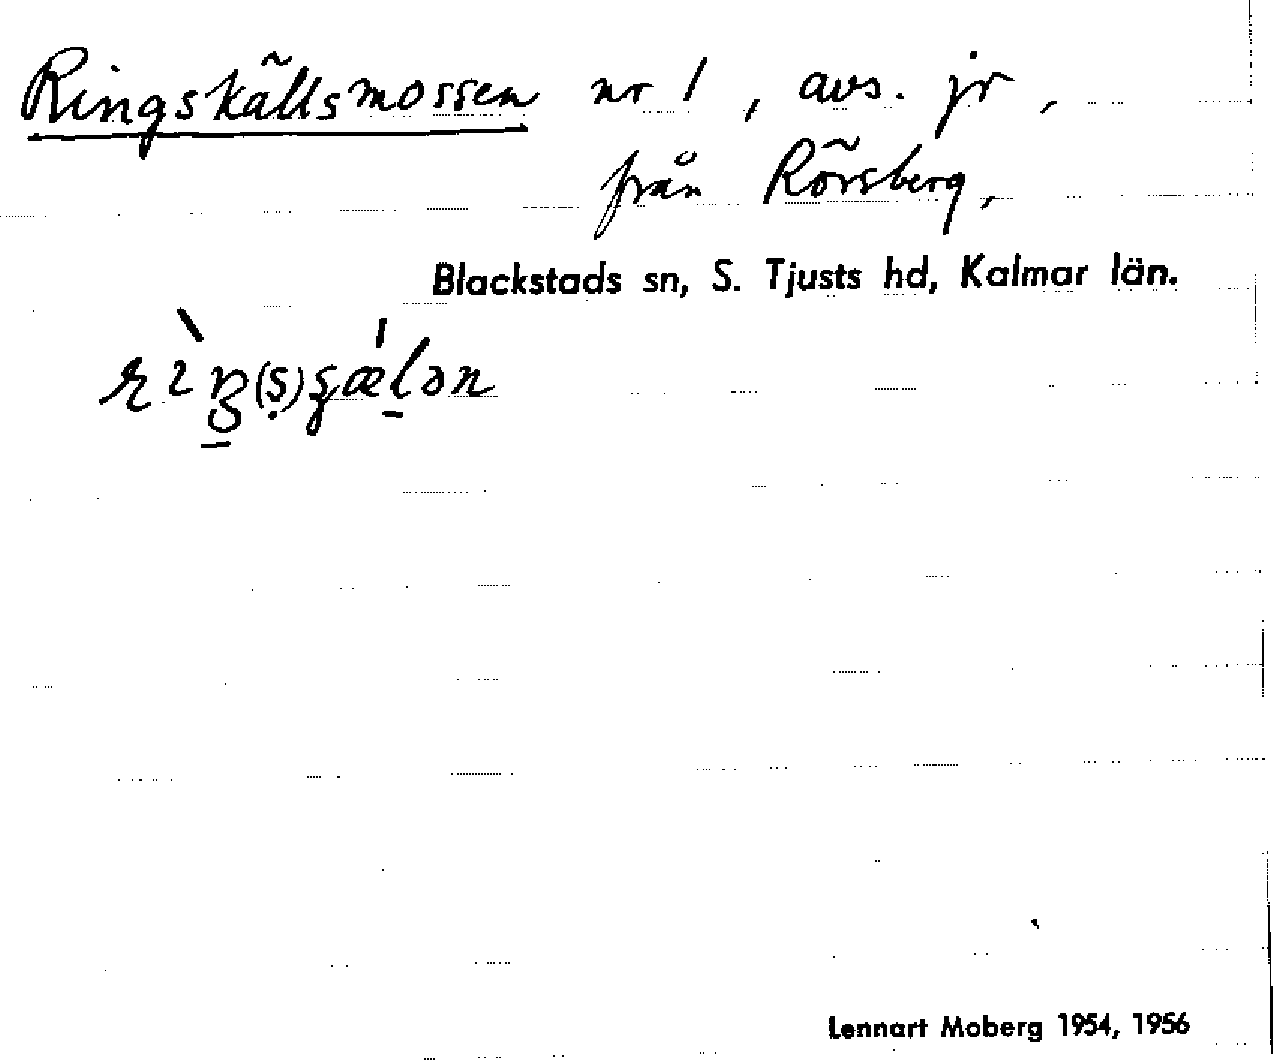 Ringskällsmossen nr 1, avs. jr,
från Rörsberg,
Blackstads sn, S. Tjusts hd, Kalmar län.
Lennart Moberg 1954, 1956